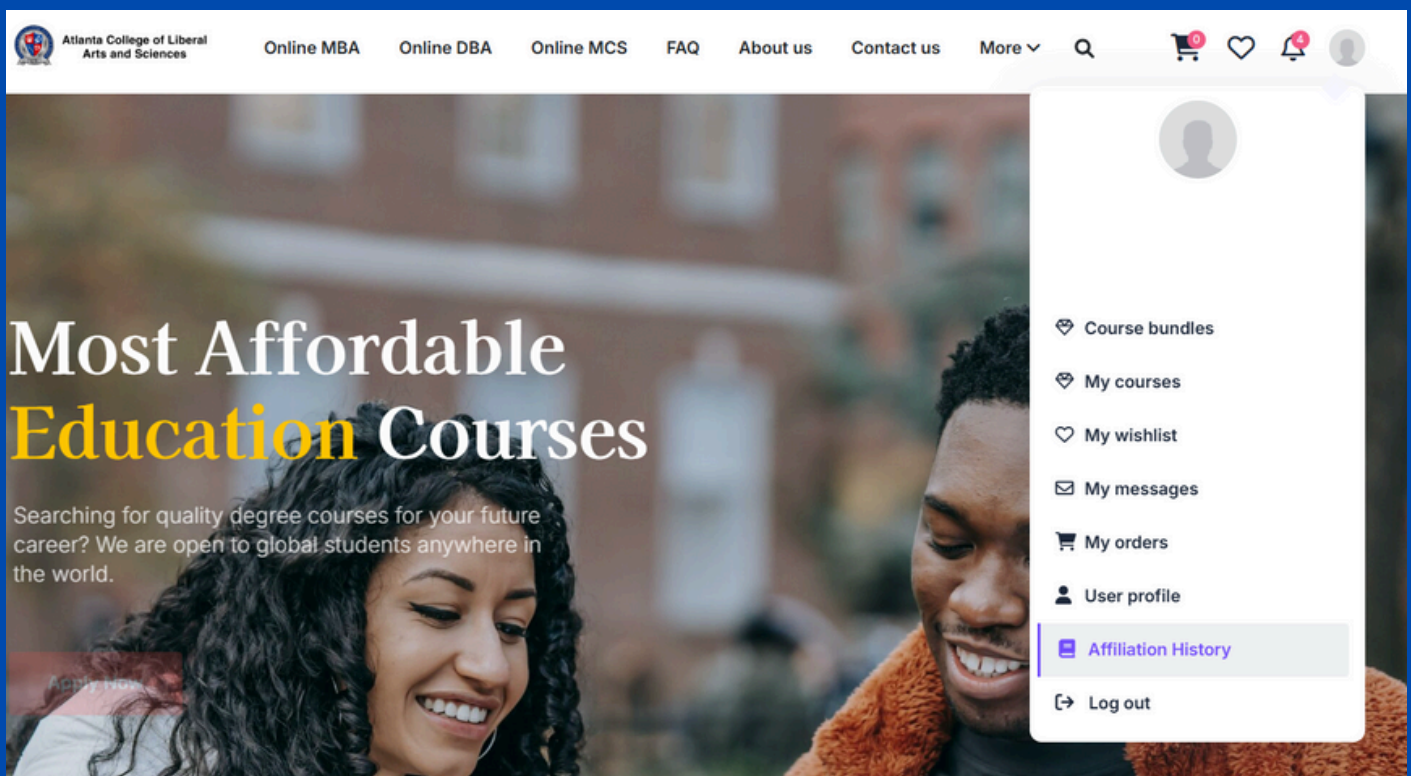 Atlanta College of Liberal
Arts and Sciences
Online MBA
Online DBA
Online MCS
FAQ
About us
Contact us
More
0
4
Most Affordable
Education Courses
Searching for quality degree courses for your future
career? We are open to global students anywhere in
the world.
Apply Now
Course bundles
My courses
My wishlist
My messages
My orders
User profile
Affiliation History
Log out